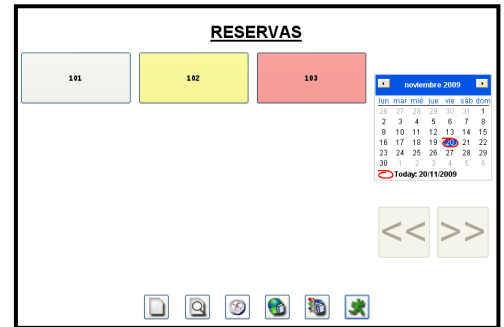 RESERVAS
101 102 103
noviembre 2009
lun mar mié jue vie sáb dom
26 27 28 29 30 31 1
2 3 4 5 6 7 8
9 10 11 12 13 14 15
16 17 18 19 20 21 22
23 24 25 26 27 28 29
30 1 2 3 4 5 6
Today: 20/11/2009
<< >>